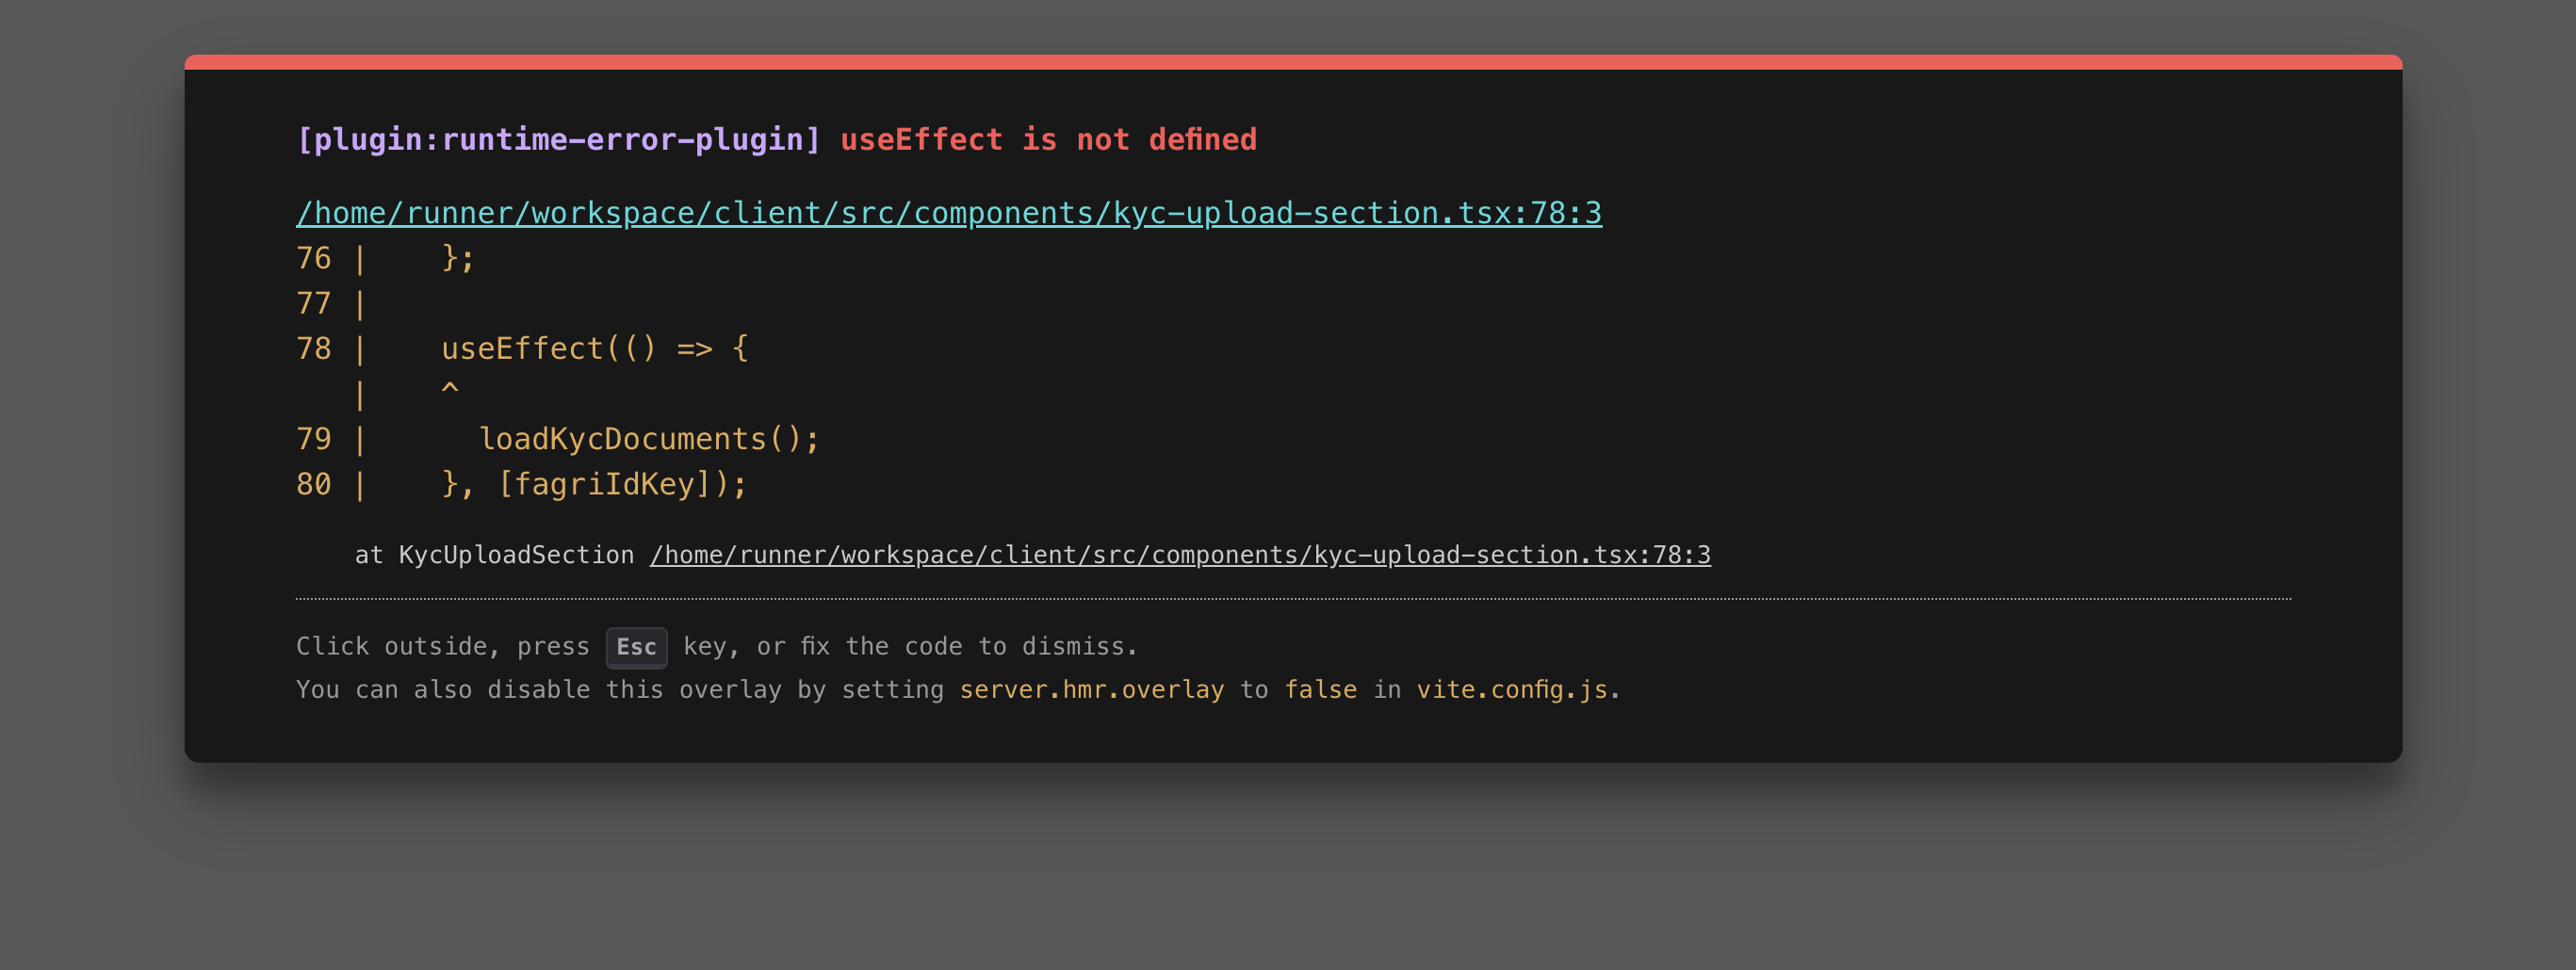 [plugin:runtime-error-plugin] useEffect is not defined
/home/runner/workspace/client/src/components/kyc-upload-section.tsx:78:3
76 |    };
77 |
78 |    useEffect(() => {
   |    ^
79 |      loadKycDocuments();
80 |    }, [fagriIdKey]);
at KycUploadSection /home/runner/workspace/client/src/components/kyc-upload-section.tsx:78:3
Click outside, press Esc key, or fix the code to dismiss.
You can also disable this overlay by setting server.hmr.overlay to false in vite.config.js.